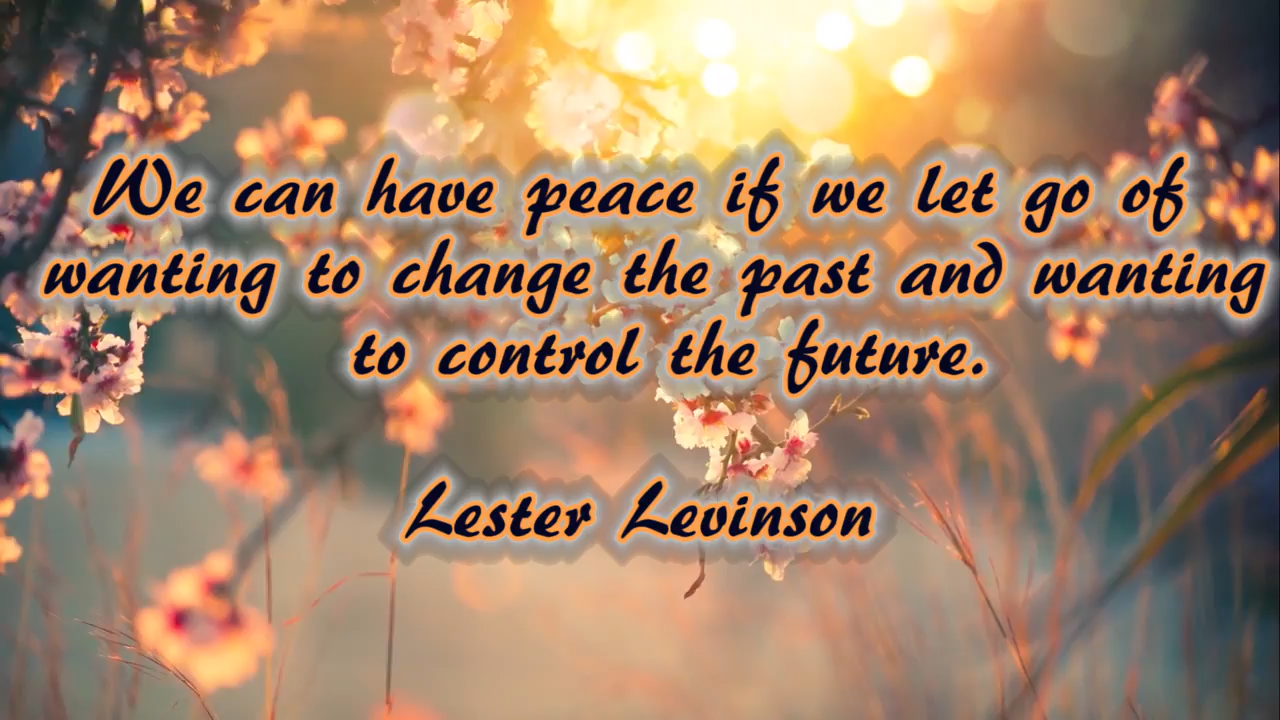 We can have peace if we let go of
wanting to change the past and wanting
to control the future.
Lester Levinson